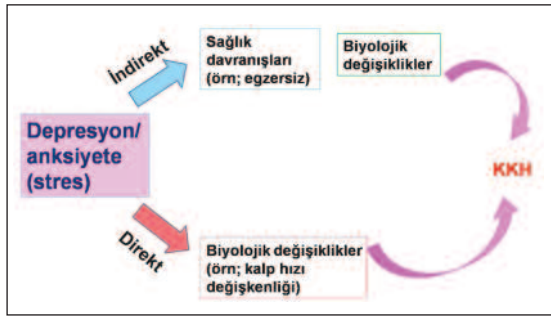 İndirekt
Sağlık
davranışları
(örn; egzersiz)
Biyolojik
değişiklikler
Depresyon/
anksiyete
(stres)
KKH
Direkt
Biyolojik değişiklikler
(örn; kalp hızı
değişkenliği)